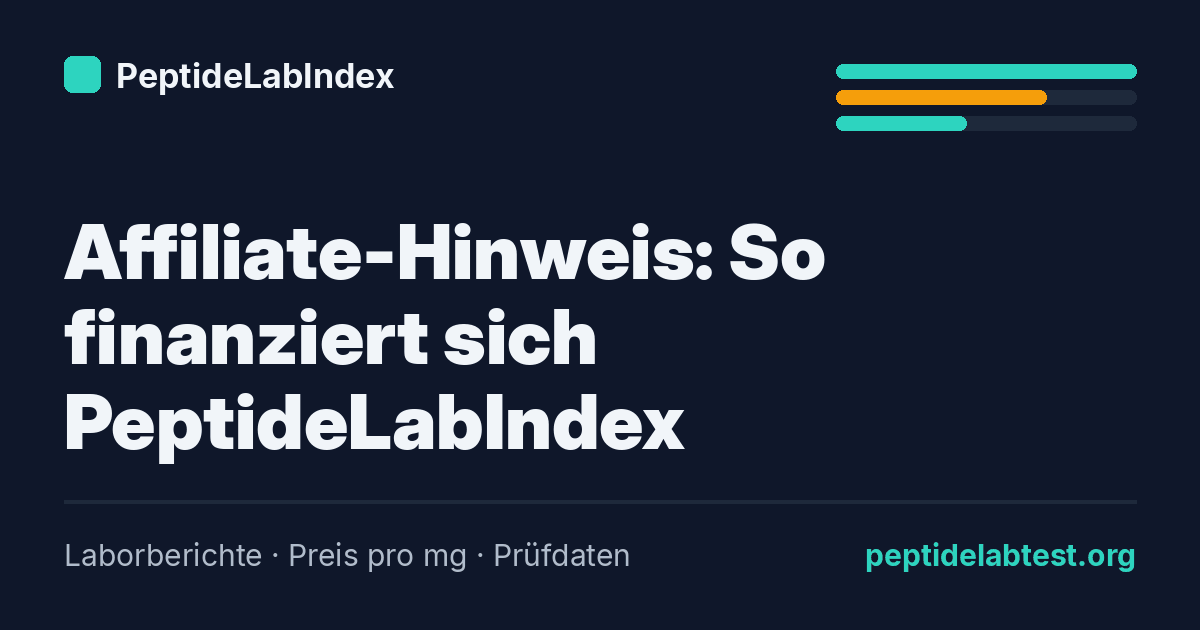 PeptideLabIndex
Affiliate-Hinweis: So
finanziert sich
PeptideLabIndex
Laborberichte · Preis pro mg · Prüfdaten
peptidelabtest.org